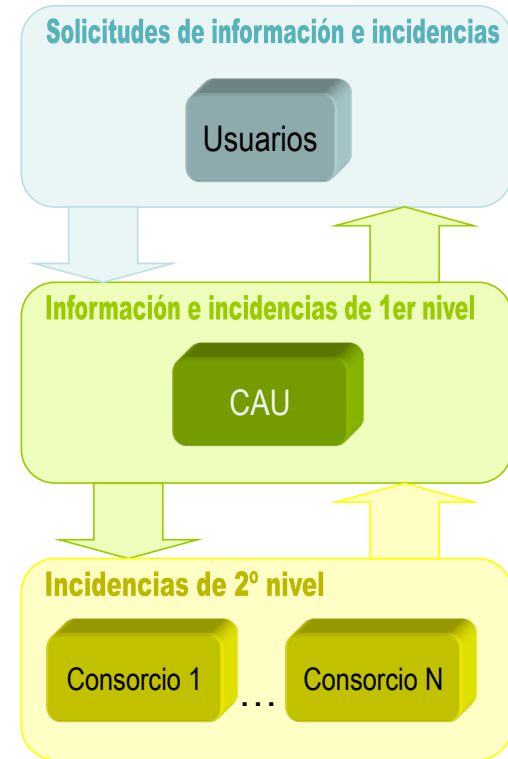 Solicitudes de información e incidencias
Usuarios
Información e incidencias de 1er nivel
CAU
Incidencias de 2º nivel
Consorcio 1 ... Consorcio N